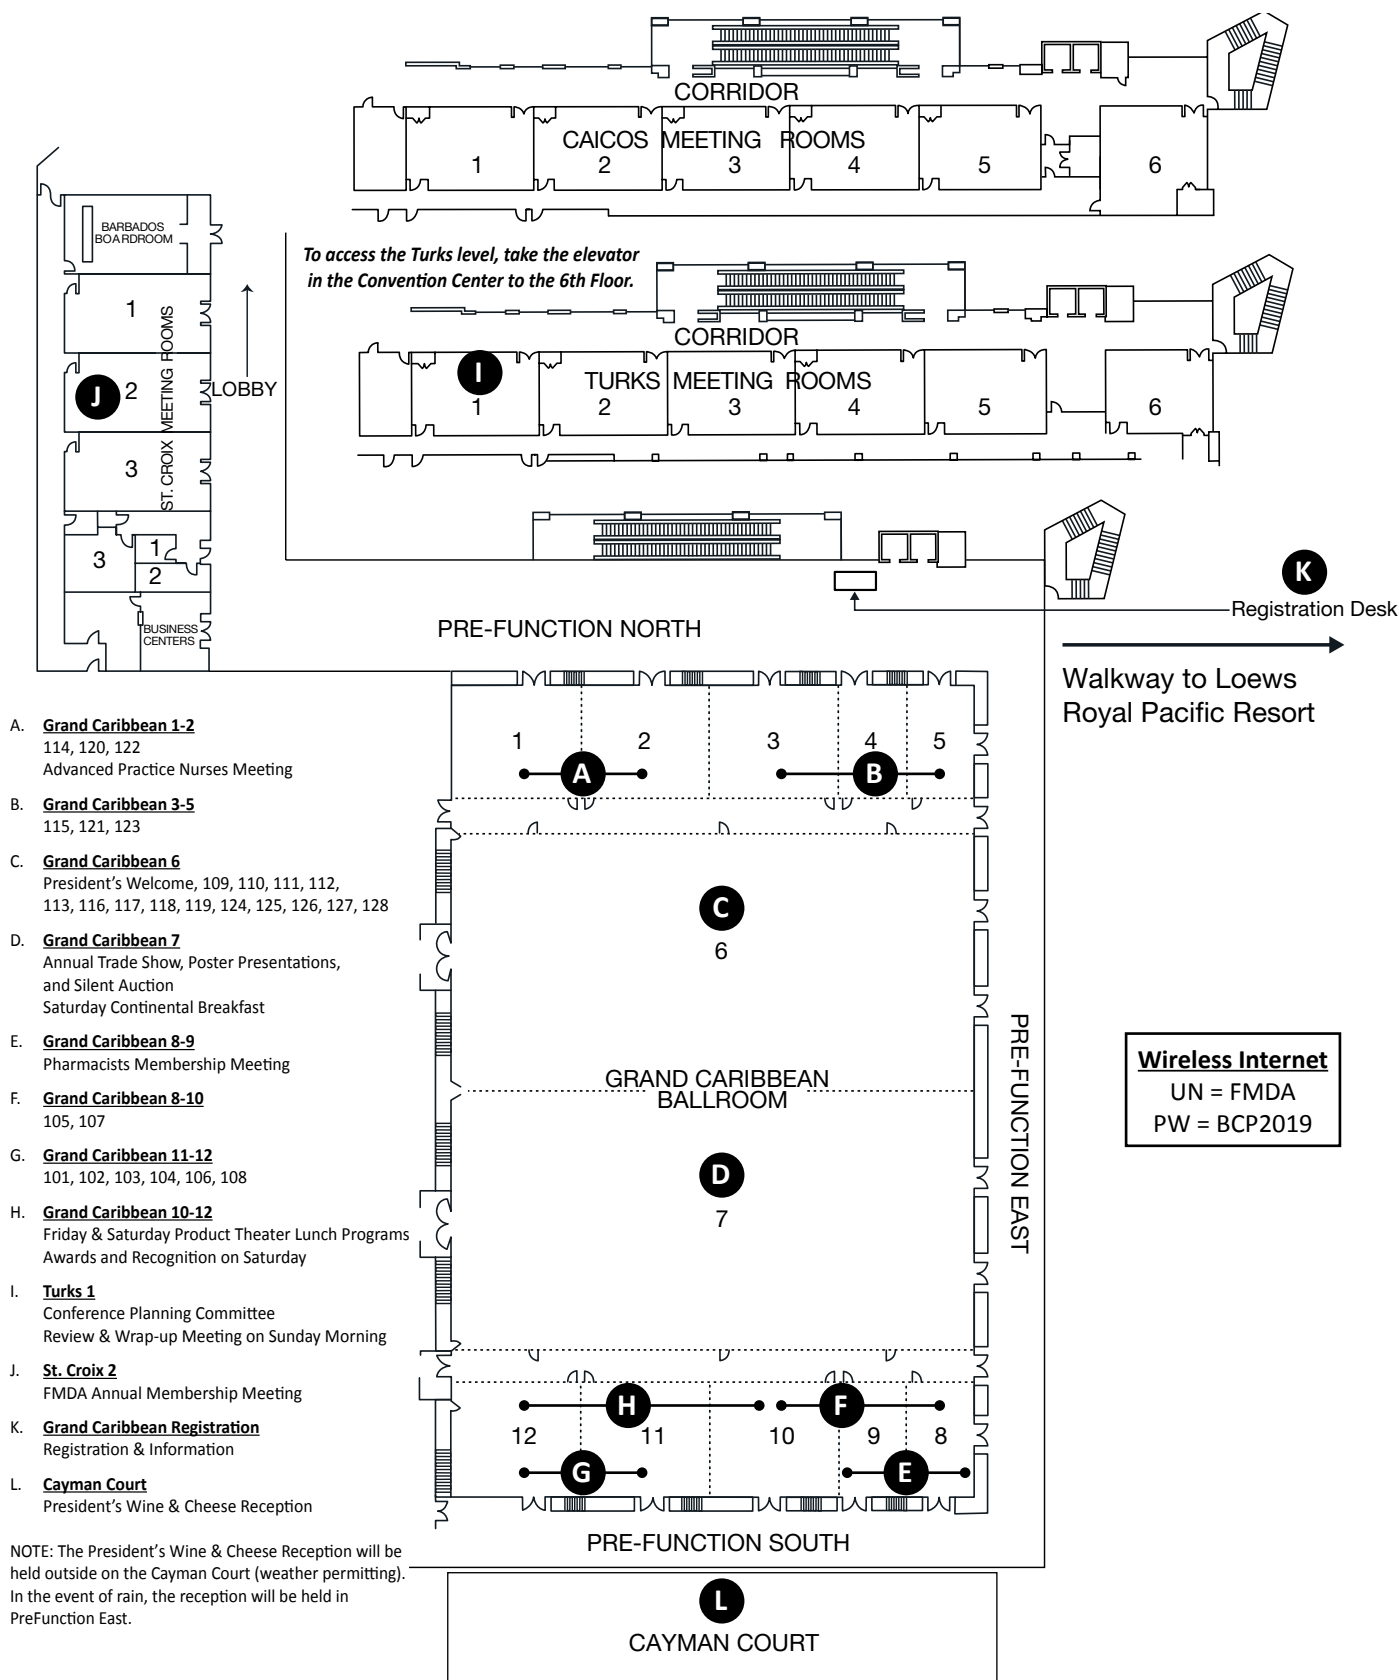 CORRIDOR
CAICOS MEETING ROOMS
1 2 3 4 5 6
BARBADOS
BOARDROOM
To access the Turks level, take the elevator
in the Convention Center to the 6th Floor.
1
ST. CROIX MEETING ROOMS
LOBBY
J 2
3
3 1
2
BUSINESS
CENTERS
CORRIDOR
I
TURKS MEETING ROOMS
1 2 3 4 5 6
K
Registration Desk
PRE-FUNCTION NORTH
Walkway to Loews
Royal Pacific Resort
1 2 3 4 5
A B
C
6
GRAND CARIBBEAN
BALLROOM
D
7
PRE-FUNCTION EAST
H F
12 11 10 9 8
G E
PRE-FUNCTION SOUTH
L
CAYMAN COURT
Wireless Internet
UN = FMDA
PW = BCP2019
A. Grand Caribbean 1-2
114, 120, 122
Advanced Practice Nurses Meeting
B. Grand Caribbean 3-5
115, 121, 123
C. Grand Caribbean 6
President's Welcome, 109, 110, 111, 112,
113, 116, 117, 118, 119, 124, 125, 126, 127, 128
D. Grand Caribbean 7
Annual Trade Show, Poster Presentations,
and Silent Auction
Saturday Continental Breakfast
E. Grand Caribbean 8-9
Pharmacists Membership Meeting
F. Grand Caribbean 8-10
105, 107
G. Grand Caribbean 11-12
101, 102, 103, 104, 106, 108
H. Grand Caribbean 10-12
Friday & Saturday Product Theater Lunch Programs
Awards and Recognition on Saturday
I. Turks 1
Conference Planning Committee
Review & Wrap-up Meeting on Sunday Morning
J. St. Croix 2
FMDA Annual Membership Meeting
K. Grand Caribbean Registration
Registration & Information
L. Cayman Court
President's Wine & Cheese Reception
NOTE: The President's Wine & Cheese Reception will be
held outside on the Cayman Court (weather permitting).
In the event of rain, the reception will be held in
PreFunction East.